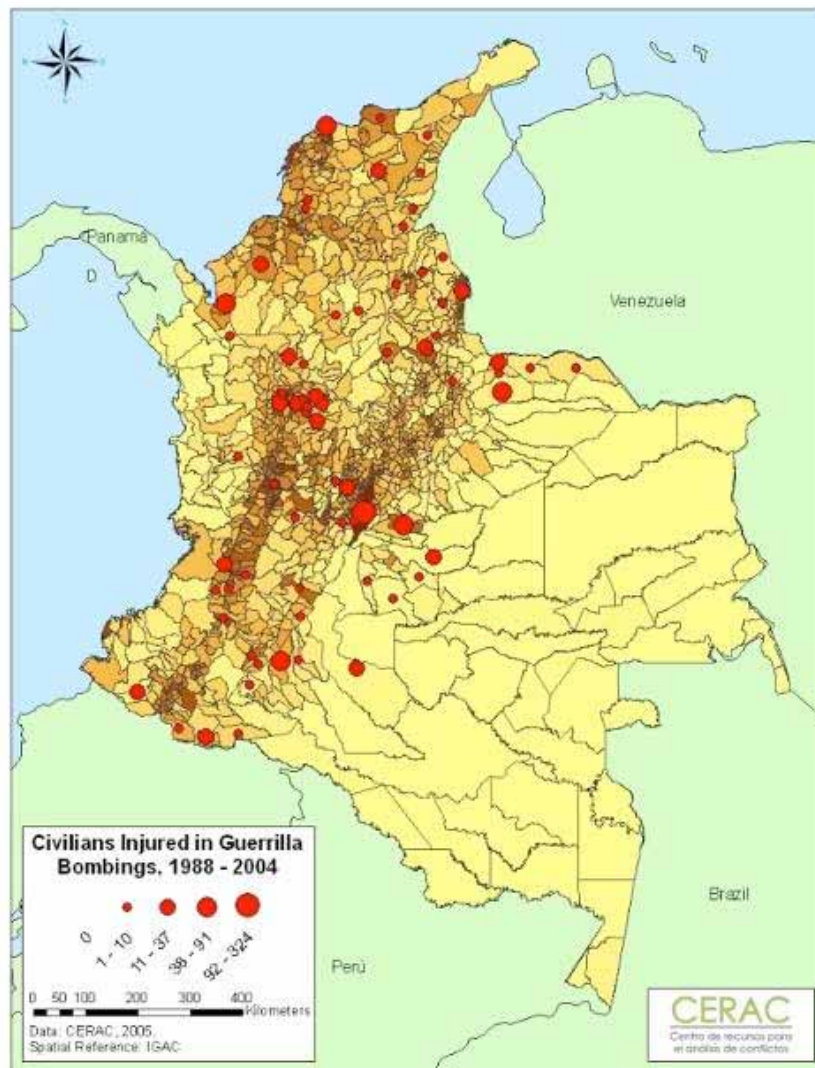 Panamá
D
Venezuela
Brazil
Perú
Civilians Injured in Guerrilla
Bombings, 1988 - 2004
0
1 - 10
11 - 37
38 - 91
92 - 324
0 50 100 200 300 400
Kilometers
Data: CERAC, 2005.
Spatial Reference: IGAC
CERAC
Centro de recursos para
el análisis de conflictos